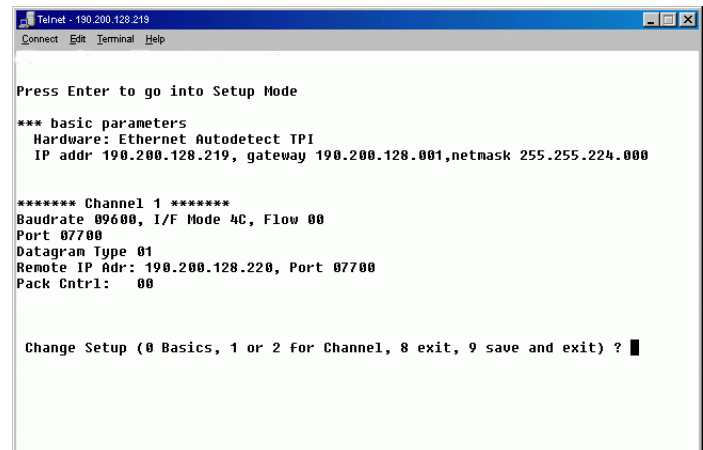 Telnet - 190.200.128.219
Connect Edit Terminal Help
Press Enter to go into Setup Mode
*** basic parameters
Hardware: Ethernet Autodetect TPI
IP addr 190.200.128.219, gateway 190.200.128.001,netmask 255.255.224.000
******* Channel 1 *******
Baudrate 09600, I/F Mode 4C, Flow 00
Port 07700
Datagram Type 01
Remote IP Adr: 190.200.128.220, Port 07700
Pack Cntrl: 00
Change Setup (0 Basics, 1 or 2 for Channel, 8 exit, 9 save and exit) ?